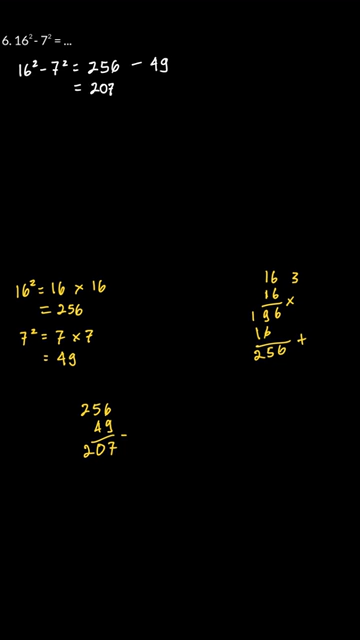 6. 16² - 7² = ...
16² - 7² = 256 - 49
= 207
16² = 16 × 16
= 256
7² = 7 × 7
= 49
16 3
16 ×
196
16 +
256
256
49 -
207